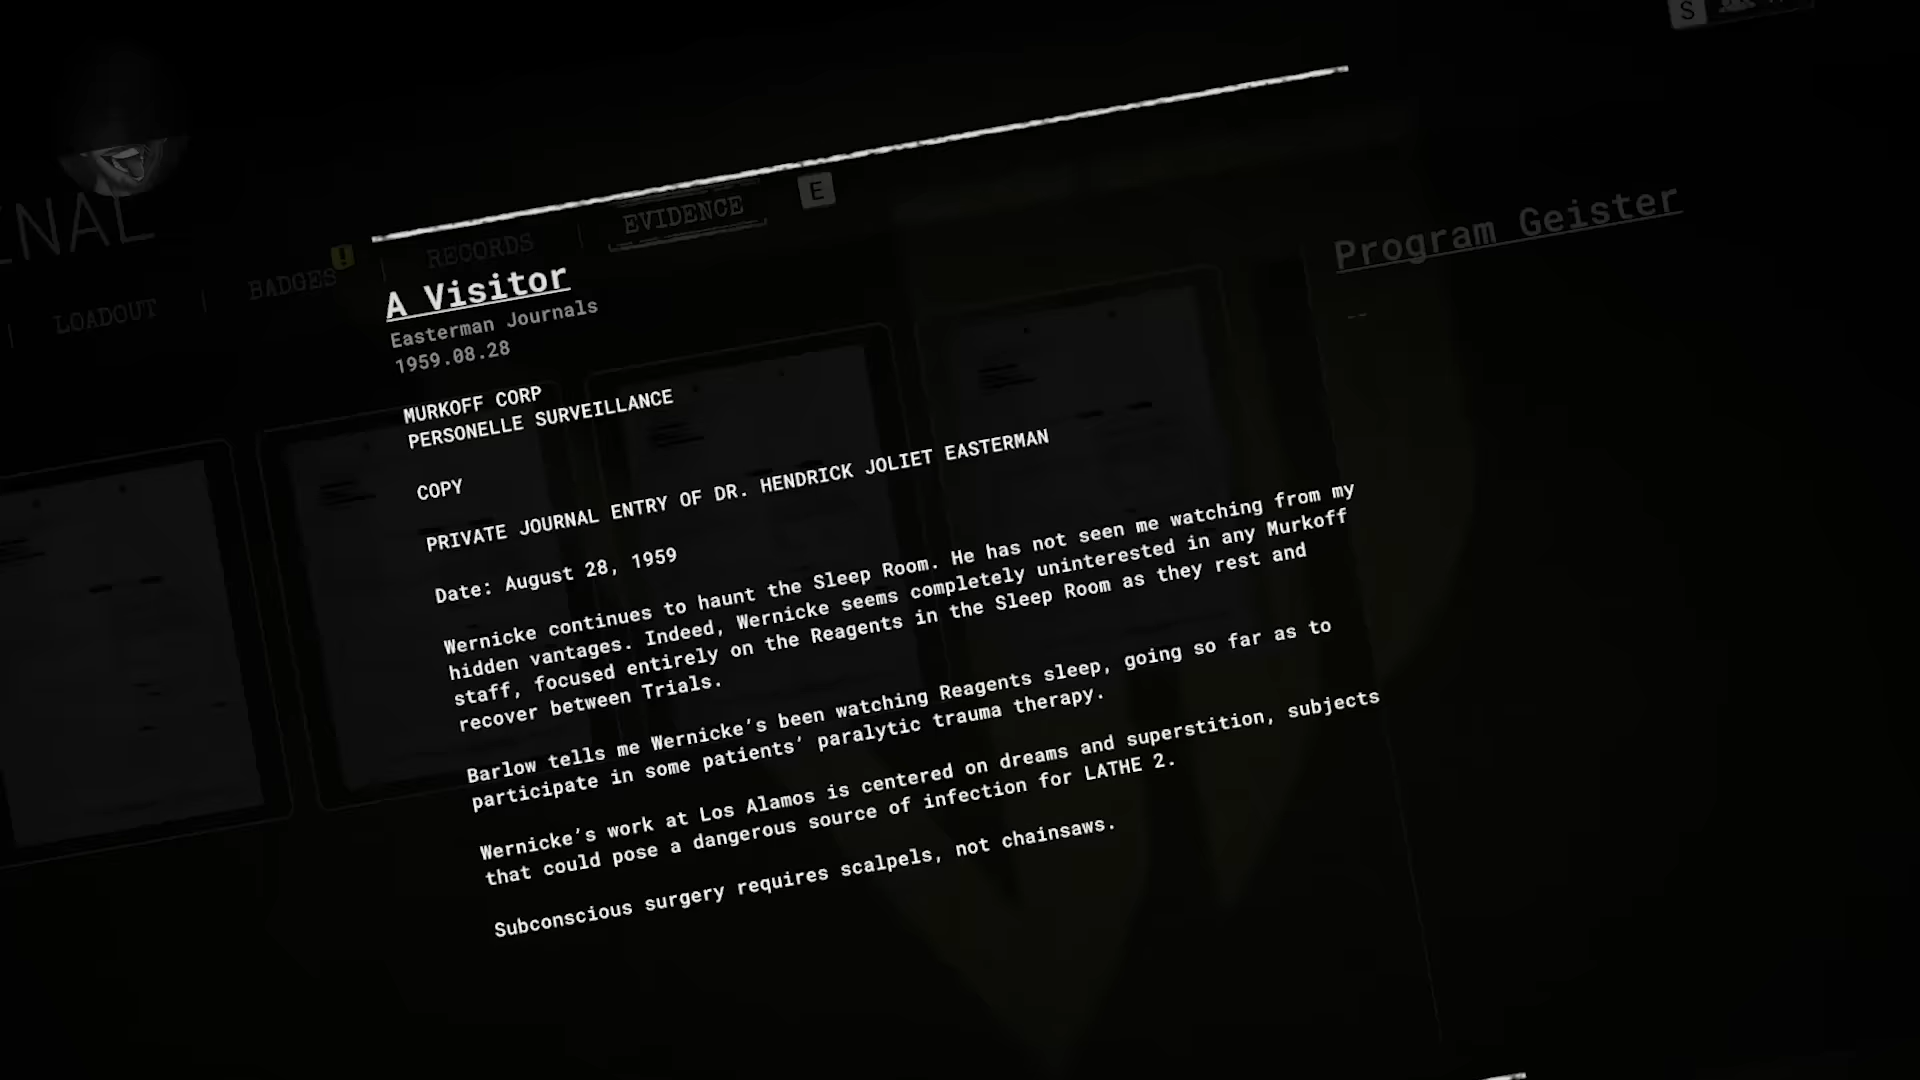 S
E
ENAL
LOADOUT
BADGES
!
RECORDS
EVIDENCE
Program Geister
--
A Visitor
Easterman Journals
1959.08.28
MURKOFF CORP
PERSONELLE SURVEILLANCE
COPY
PRIVATE JOURNAL ENTRY OF DR. HENDRICK JOLIET EASTERMAN
Date: August 28, 1959
Wernicke continues to haunt the Sleep Room. He has not seen me watching from my
hidden vantages. Indeed, Wernicke seems completely uninterested in any Murkoff
staff, focused entirely on the Reagents in the Sleep Room as they rest and
recover between Trials.
Barlow tells me Wernicke's been watching Reagents sleep, going so far as to
participate in some patients' paralytic trauma therapy.
Wernicke's work at Los Alamos is centered on dreams and superstition, subjects
that could pose a dangerous source of infection for LATHE 2.
Subconscious surgery requires scalpels, not chainsaws.